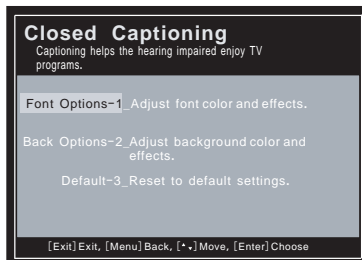 Closed Captioning
Captioning helps the hearing impaired enjoy TV
programs.
Font Options-1_Adjust font color and effects.
Back Options-2_Adjust background color and
effects.
Default-3_Reset to default settings.
[Exit]Exit, [Menu]Back, [▲▼]Move, [Enter]Choose